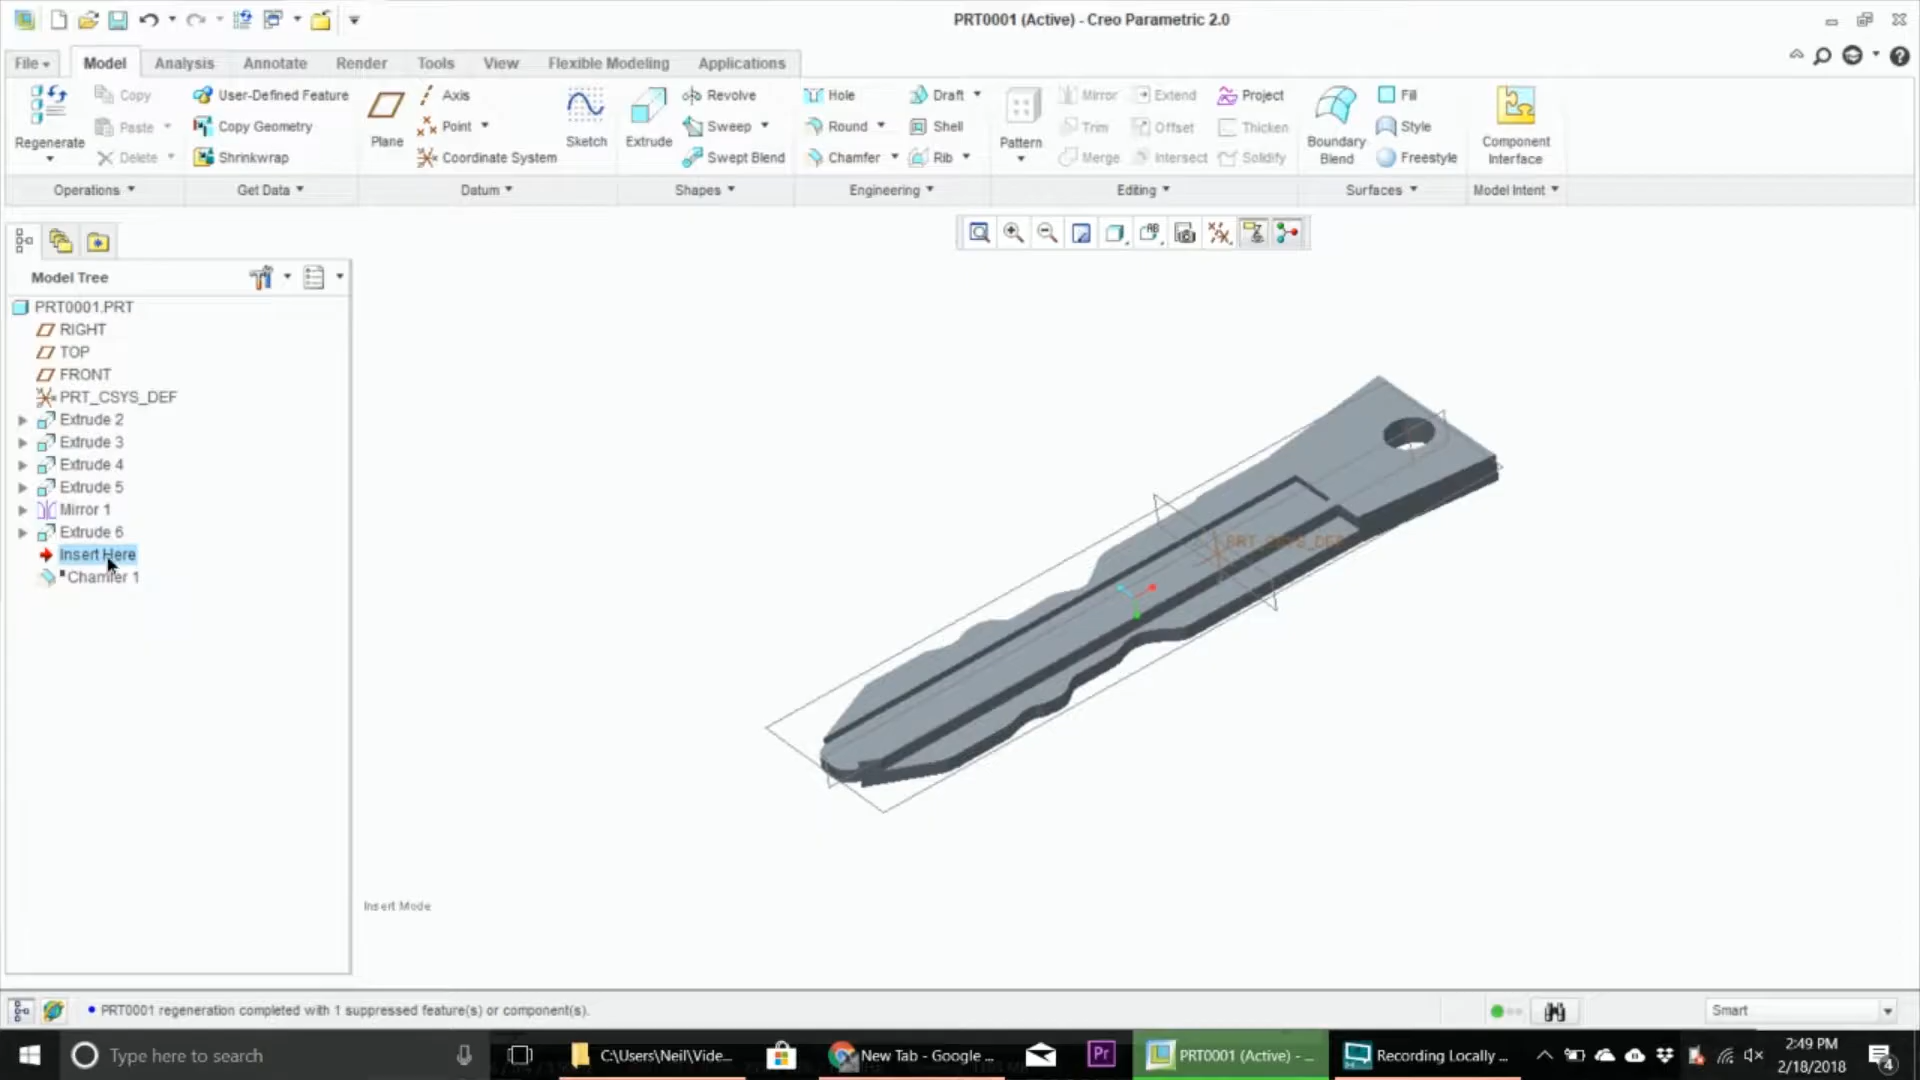 PRT0001 (Active) - Creo Parametric 2.0
File Model Analysis Annotate Render Tools View Flexible Modeling Applications
Regenerate
Copy
Paste
Delete
User-Defined Feature
Copy Geometry
Shrinkwrap
Plane
Axis
Point
Coordinate System
Sketch
Extrude
Revolve
Sweep
Swept Blend
Hole
Round
Chamfer
Draft
Shell
Rib
Pattern
Mirror
Extend
Project
Trim
Offset
Thicken
Merge
Intersect
Solidify
Boundary
Blend
Fill
Style
Freestyle
Component
Interface
Operations Get Data Datum Shapes Engineering Editing Surfaces Model Intent
Model Tree
PRT0001.PRT
RIGHT
TOP
FRONT
PRT_CSYS_DEF
Extrude 2
Extrude 3
Extrude 4
Extrude 5
Mirror 1
Extrude 6
Insert Here
Chamfer 1
PRT_CSYS_DEF
Insert Mode
PRT0001 regeneration completed with 1 suppressed feature(s) or component(s).
Smart
Type here to search
C:\Users\Neil\Vide...
New Tab - Google ...
Pr
PRT0001 (Active) - ...
Recording Locally ...
2:49 PM
2/18/2018
4